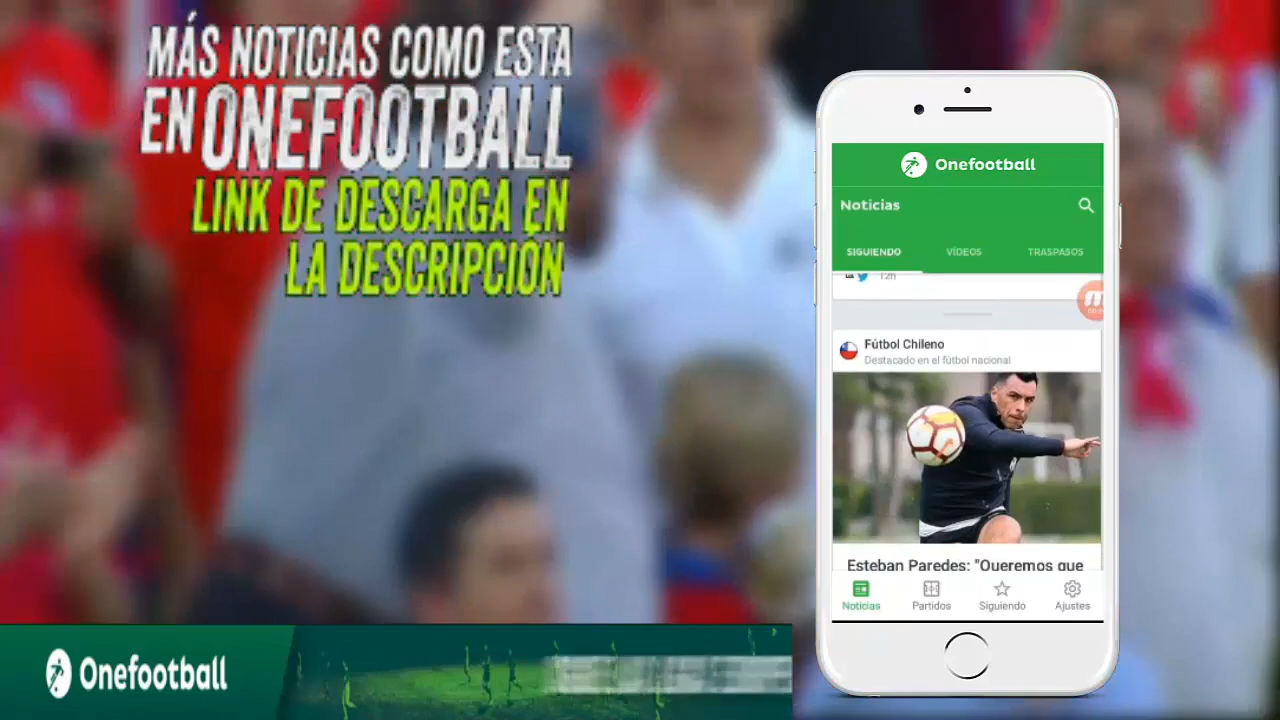 MÁS NOTICIAS COMO ESTA
EN ONEFOOTBALL
LINK DE DESCARGA EN
LA DESCRIPCIÓN
Onefootball
Noticias
SIGUIENDO VÍDEOS TRASPASOS
12h
Fútbol Chileno
Destacado en el fútbol nacional
Esteban Paredes: "Queremos que
Noticias Partidos Siguiendo Ajustes
Onefootball